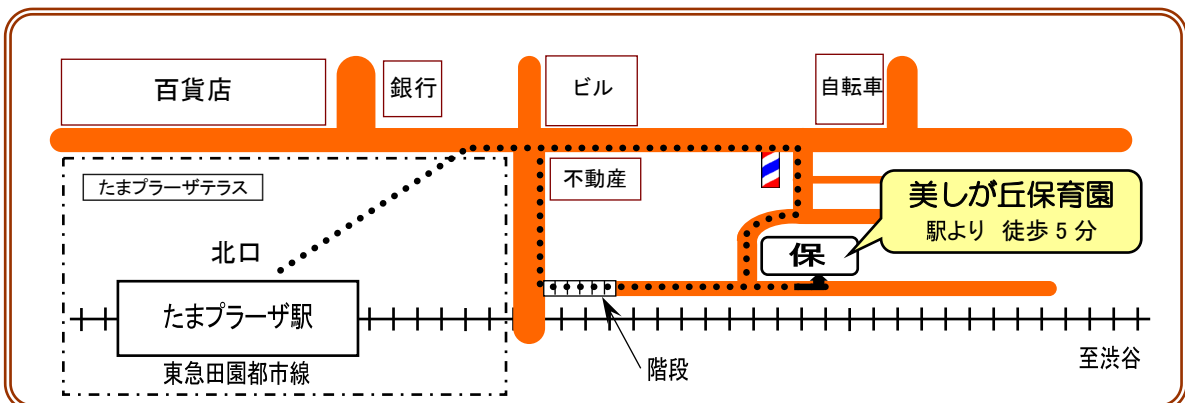 百貨店
銀行
ビル
自転車
たまプラーザテラス
不動産
美しが丘保育園
駅より 徒歩5分
北口
保
たまプラーザ駅
東急田園都市線
階段
至渋谷